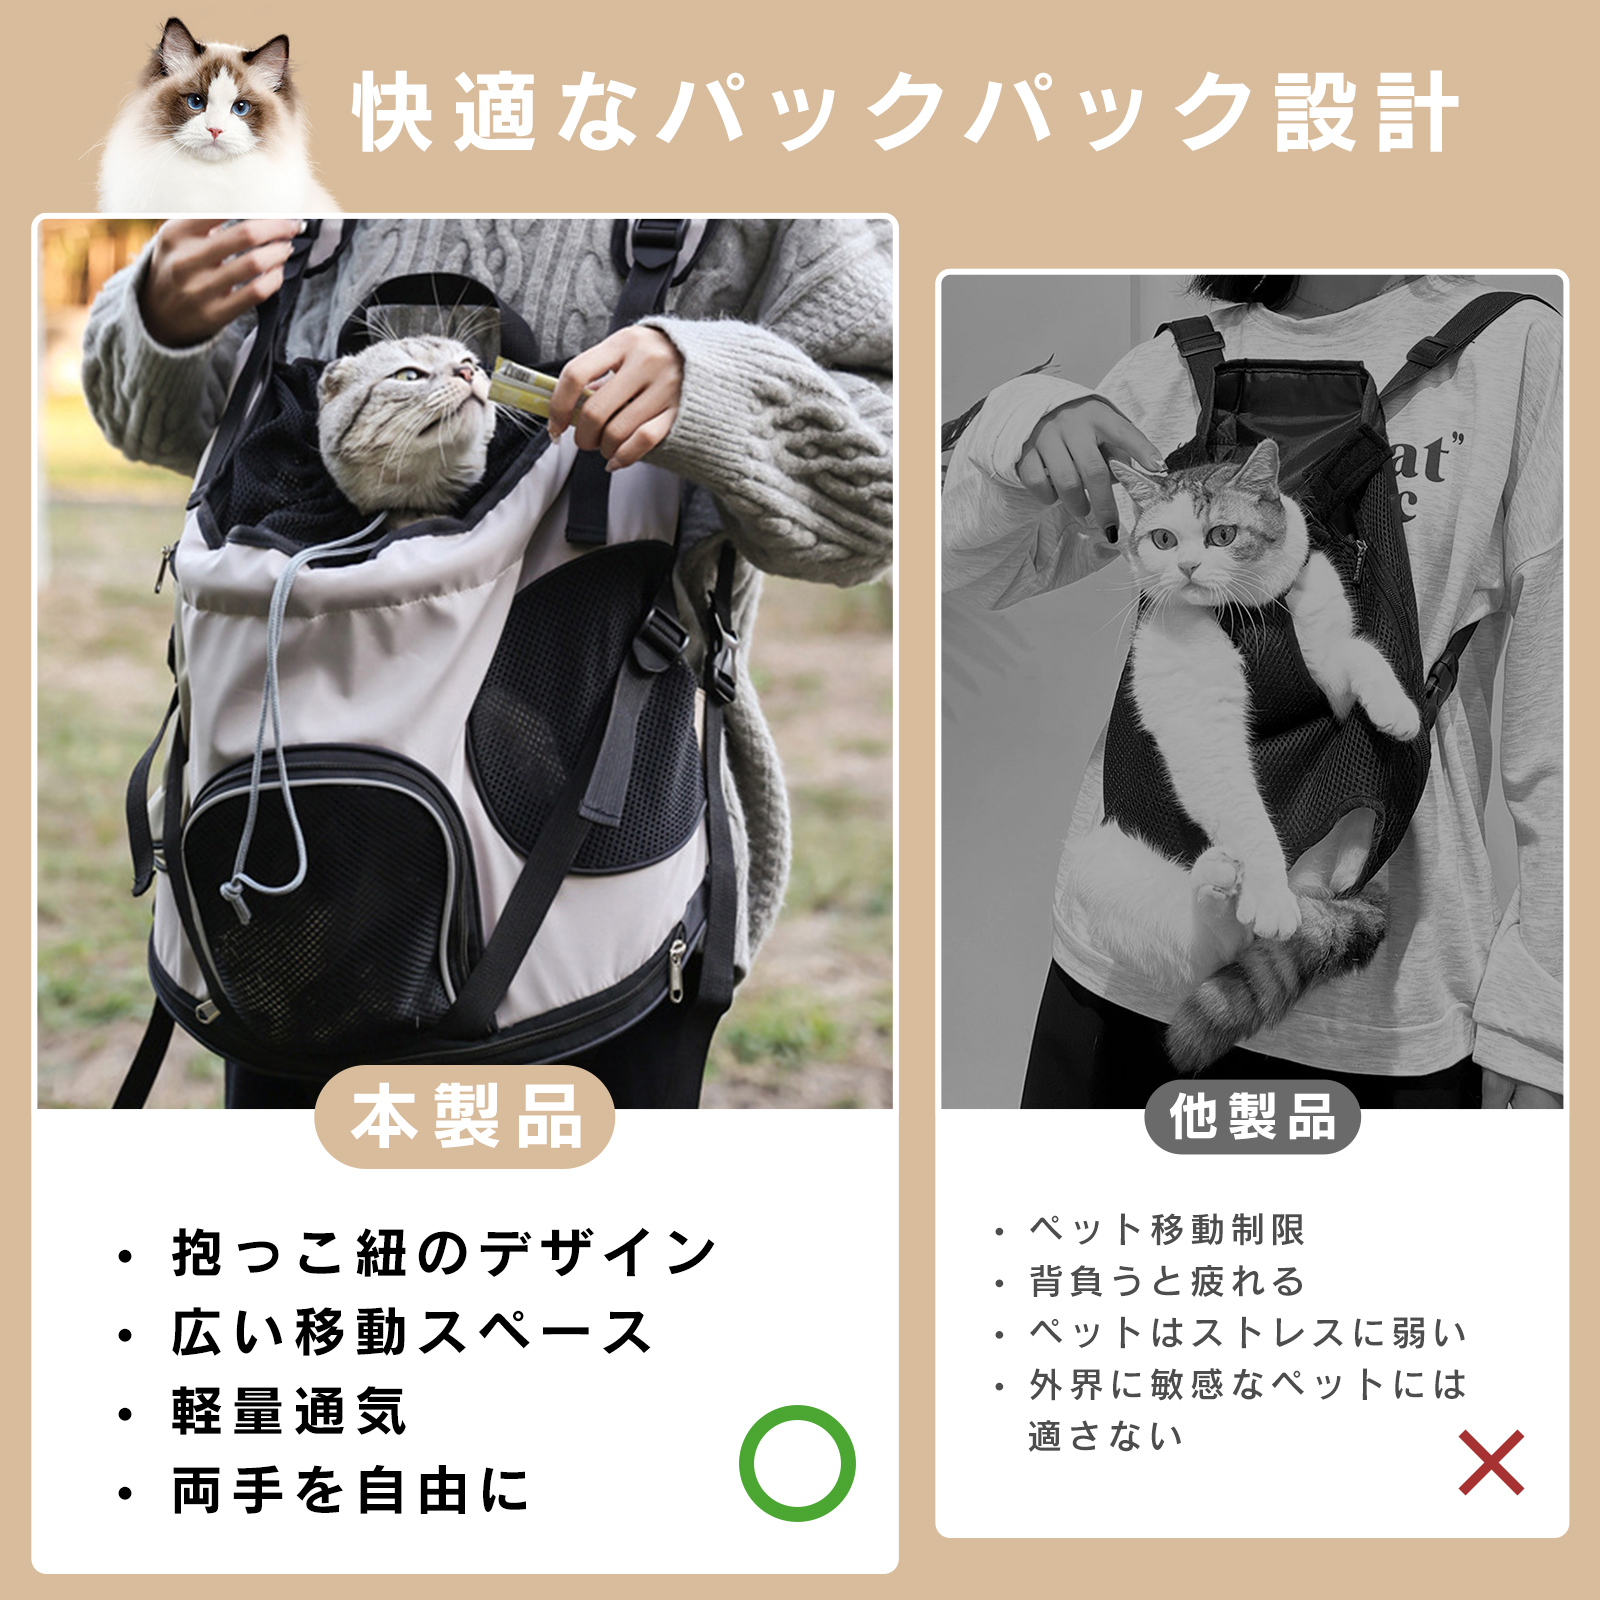 快適なパックパック設計
at”
c
本製品
• 抱っこ紐のデザイン
• 広い移動スペース
• 軽量通気
• 両手を自由に
他製品
• ペット移動制限
• 背負うと疲れる
• ペットはストレスに弱い
• 外界に敏感なペットには
適さない